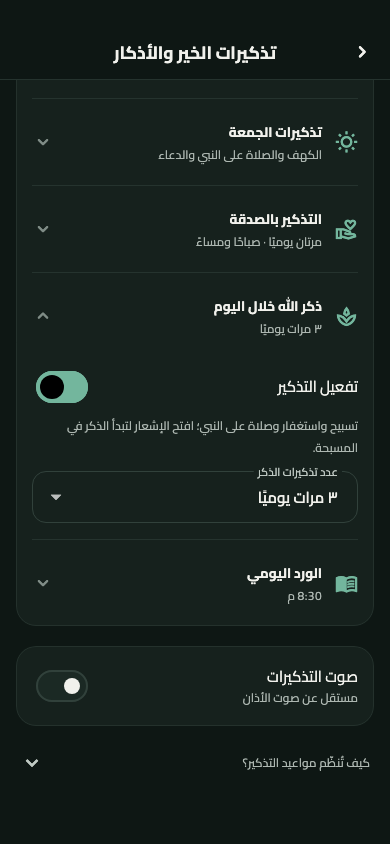 تذكيرات الخير والأذكار
تذكيرات الجمعة
الكهف والصلاة على النبي والدعاء
التذكير بالصدقة
مرتان يوميًا · صباحًا ومساءً
ذكر الله خلال اليوم
٣ مرات يوميًا
تفعيل التذكير
تسبيح واستغفار وصلاة على النبي؛ افتح الإشعار لتبدأ الذكر في
المسبحة.
عدد تذكيرات الذكر
٣ مرات يوميًا
الورد اليومي
8:30 م
صوت التذكيرات
مستقل عن صوت الأذان
كيف تُنظَّم مواعيد التذكير؟